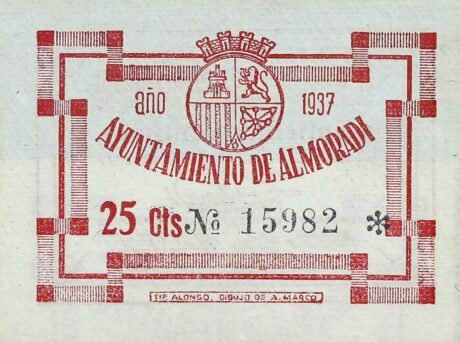 año 1937
AYUNTAMIENTO DE ALMORADI
25 Cts Nº 15982 *
TIP. ALONSO, DIBUJO DE A. MARCO